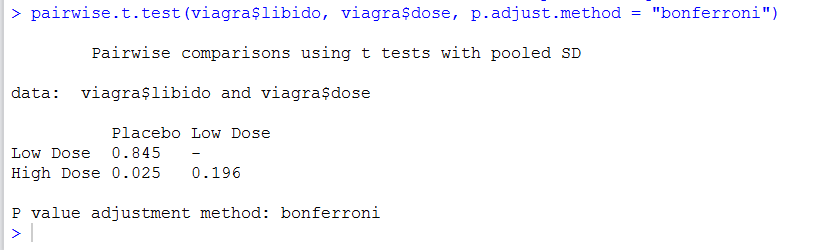 > pairwise.t.test(viagra$libido, viagra$dose, p.adjust.method = "bonferroni")
Pairwise comparisons using t tests with pooled SD
data:  viagra$libido and viagra$dose
Placebo Low Dose
Low Dose  0.845   -
High Dose 0.025   0.196
P value adjustment method: bonferroni
>